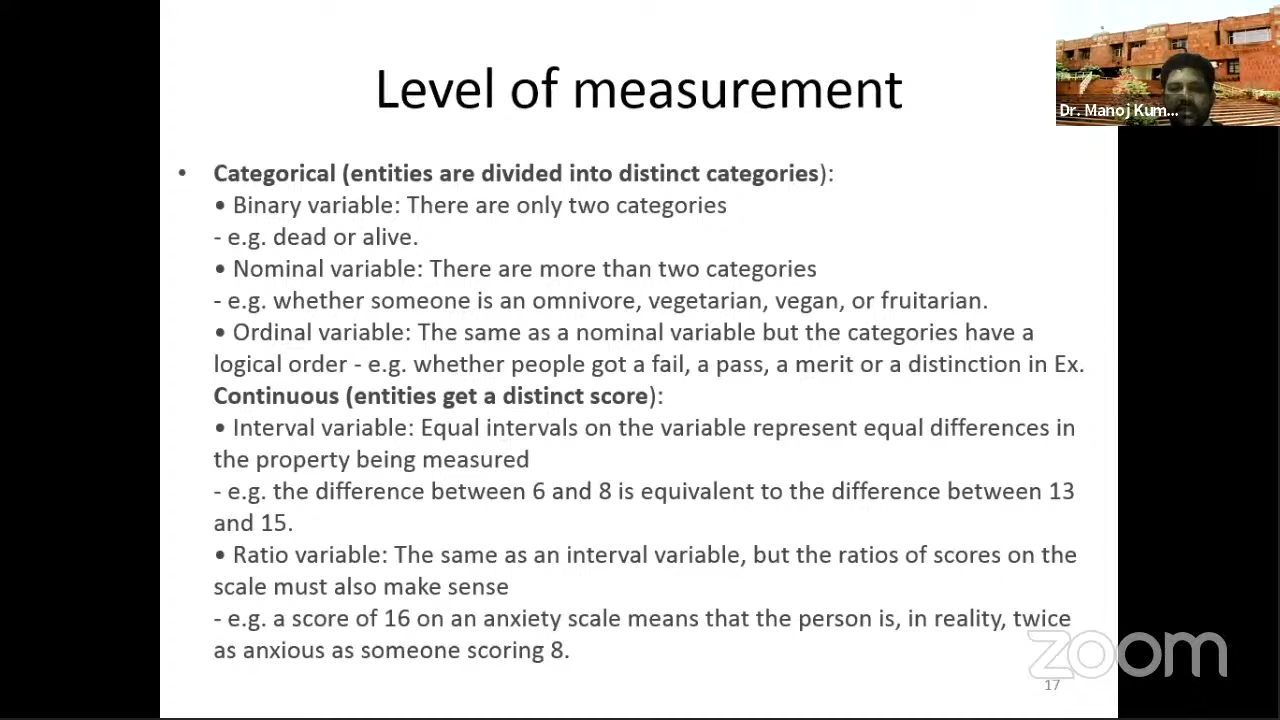 Level of measurement
Dr. Manoj Kum...
• Categorical (entities are divided into distinct categories):
• Binary variable: There are only two categories
- e.g. dead or alive.
• Nominal variable: There are more than two categories
- e.g. whether someone is an omnivore, vegetarian, vegan, or fruitarian.
• Ordinal variable: The same as a nominal variable but the categories have a
logical order - e.g. whether people got a fail, a pass, a merit or a distinction in Ex.
Continuous (entities get a distinct score):
• Interval variable: Equal intervals on the variable represent equal differences in
the property being measured
- e.g. the difference between 6 and 8 is equivalent to the difference between 13
and 15.
• Ratio variable: The same as an interval variable, but the ratios of scores on the
scale must also make sense
- e.g. a score of 16 on an anxiety scale means that the person is, in reality, twice
as anxious as someone scoring 8.
zoom
17